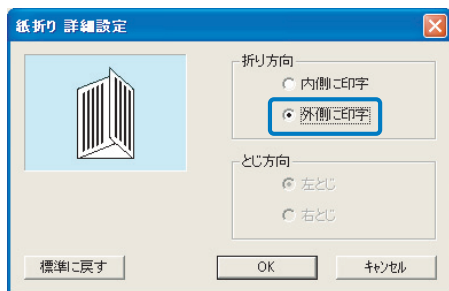 紙折り 詳細設定
折り方向
内側に印字
外側に印字
とじ方向
左とじ
右とじ
標準に戻す
OK
キャンセル